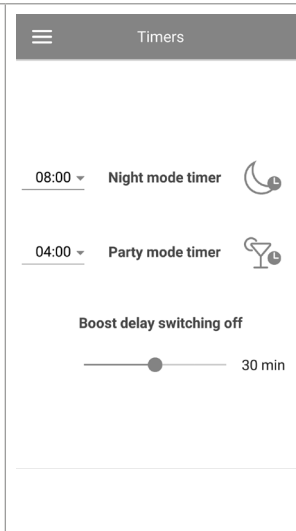 Timers
08:00 Night mode timer
04:00 Party mode timer
Boost delay switching off
30 min